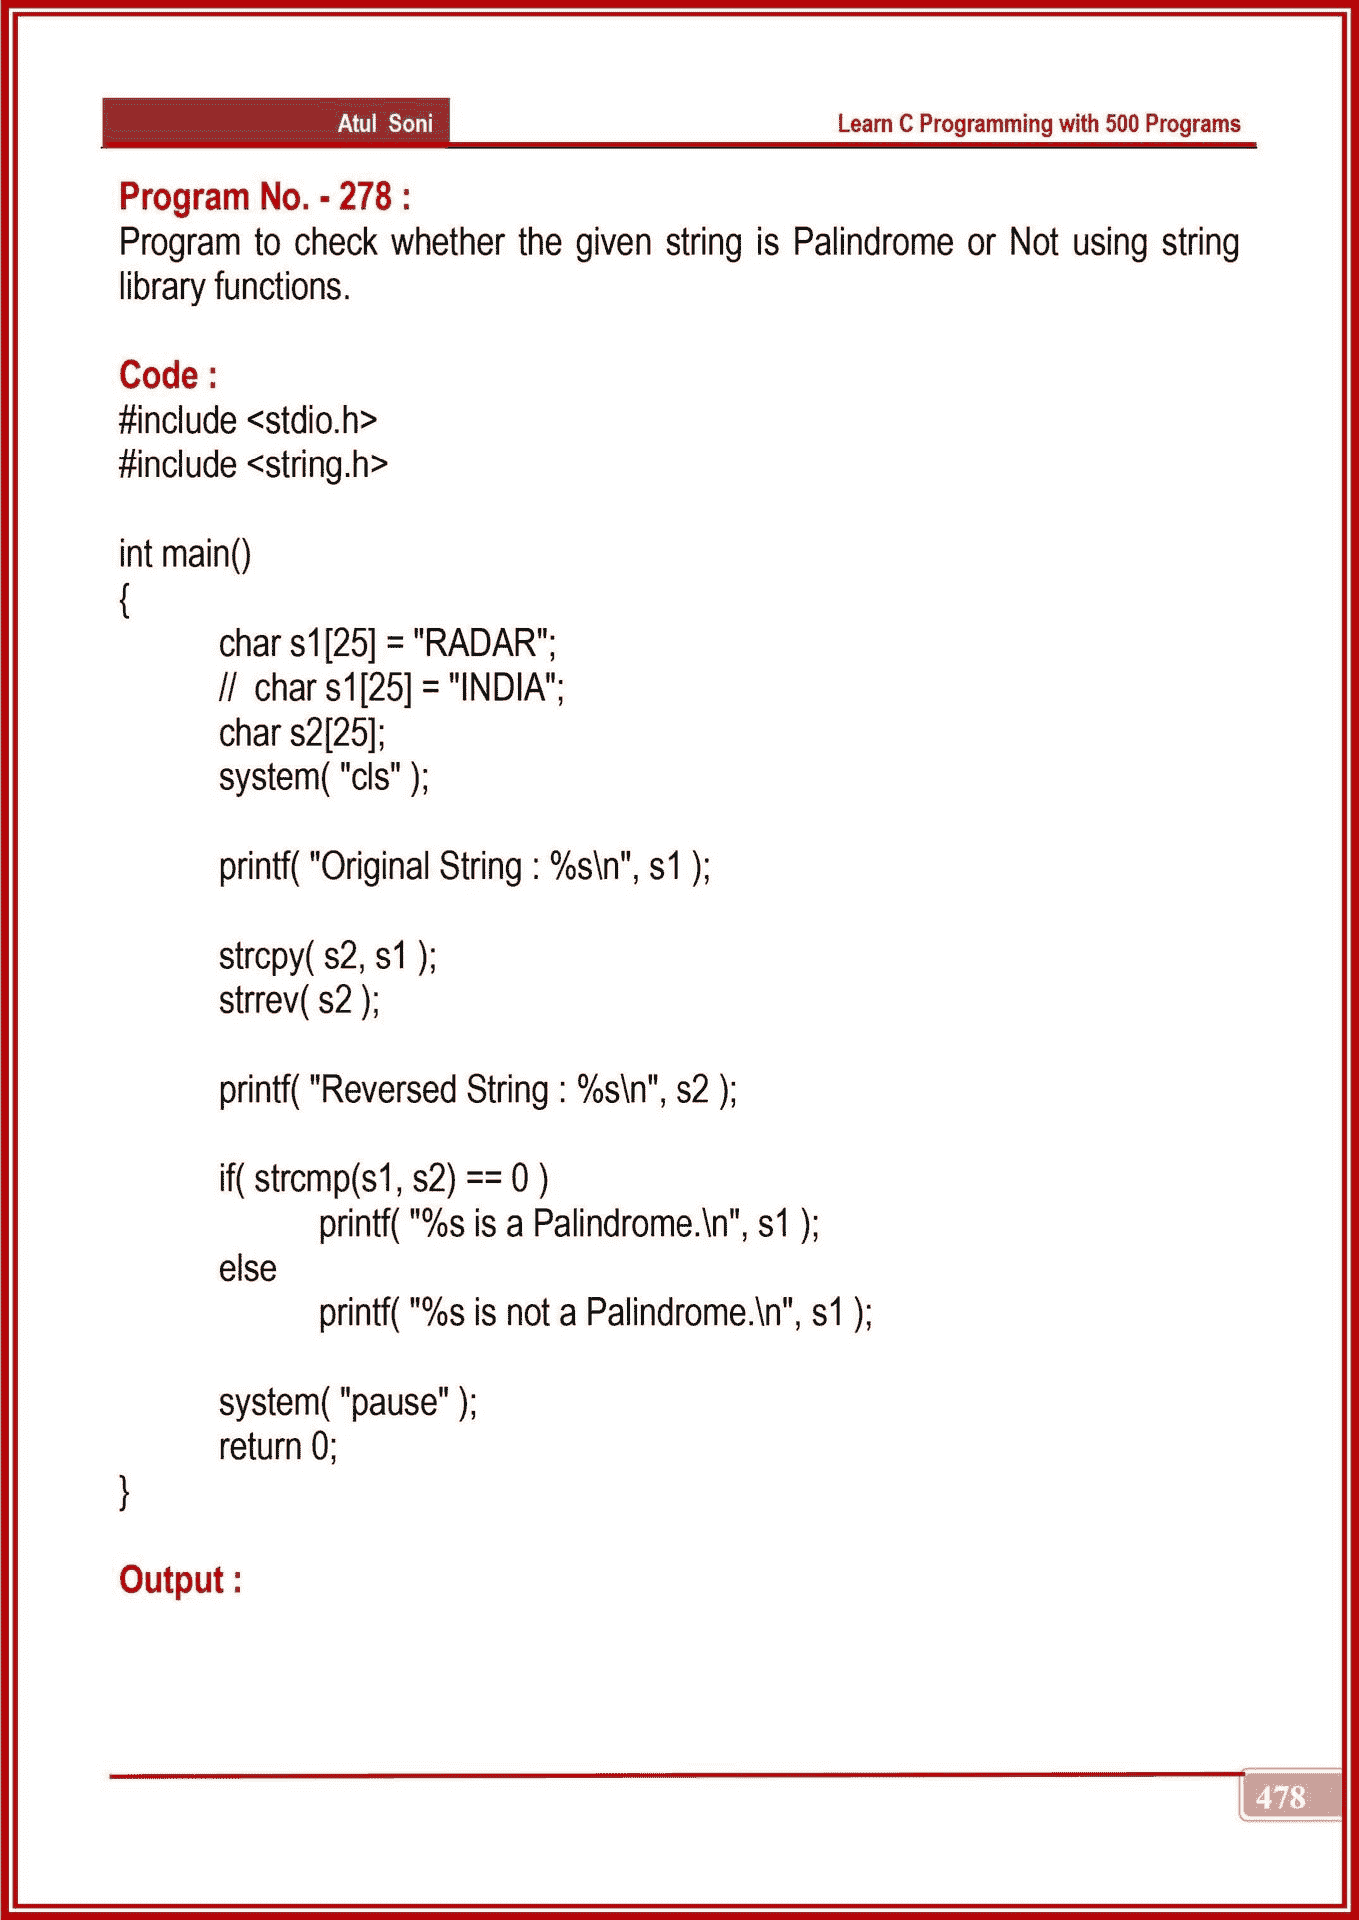 Atul Soni
Learn C Programming with 500 Programs
Program No. - 278 :
Program to check whether the given string is Palindrome or Not using string
library functions.
Code :
#include <stdio.h>
#include <string.h>
int main()
{
char s1[25] = "RADAR";
// char s1[25] = "INDIA";
char s2[25];
system( "cls" );
printf( "Original String : %s\n", s1 );
strcpy( s2, s1 );
strrev( s2 );
printf( "Reversed String : %s\n", s2 );
if( strcmp(s1, s2) == 0 )
printf( "%s is a Palindrome.\n", s1 );
else
printf( "%s is not a Palindrome.\n", s1 );
system( "pause" );
return 0;
}
Output :
478